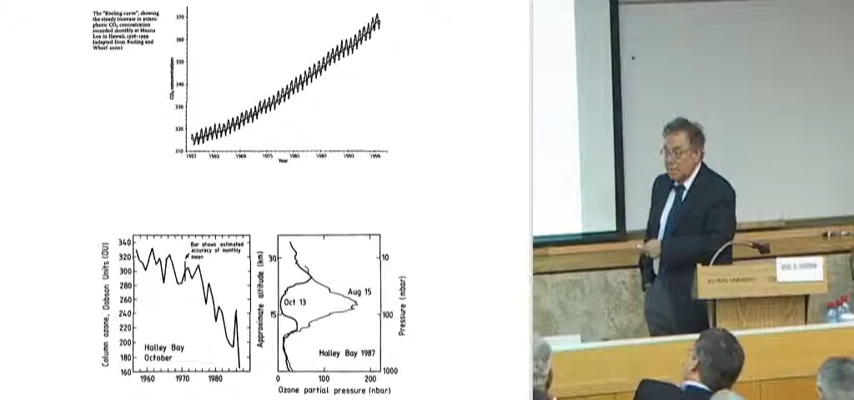 The "Keeling curve", showing
the steady increase in atmos-
pheric CO₂ concentration
recorded monthly at Mauna
Loa in Hawaii, 1958–1999
(adapted from Keeling and
Whorf 2000)
CO₂ concentration
370
360
350
340
330
320
310
Year
Column ozone, Dobson Units (DU)
340
320
300
280
260
240
220
200
180
160
Bar shows estimated
accuracy of monthly
mean
Halley Bay
October
1960
1970
1980
Approximate altitude (km)
30
15
Oct 13
Aug 15
Halley Bay 1987
Pressure (mbar)
10
100
1000
0
100
200
Ozone partial pressure (nbar)